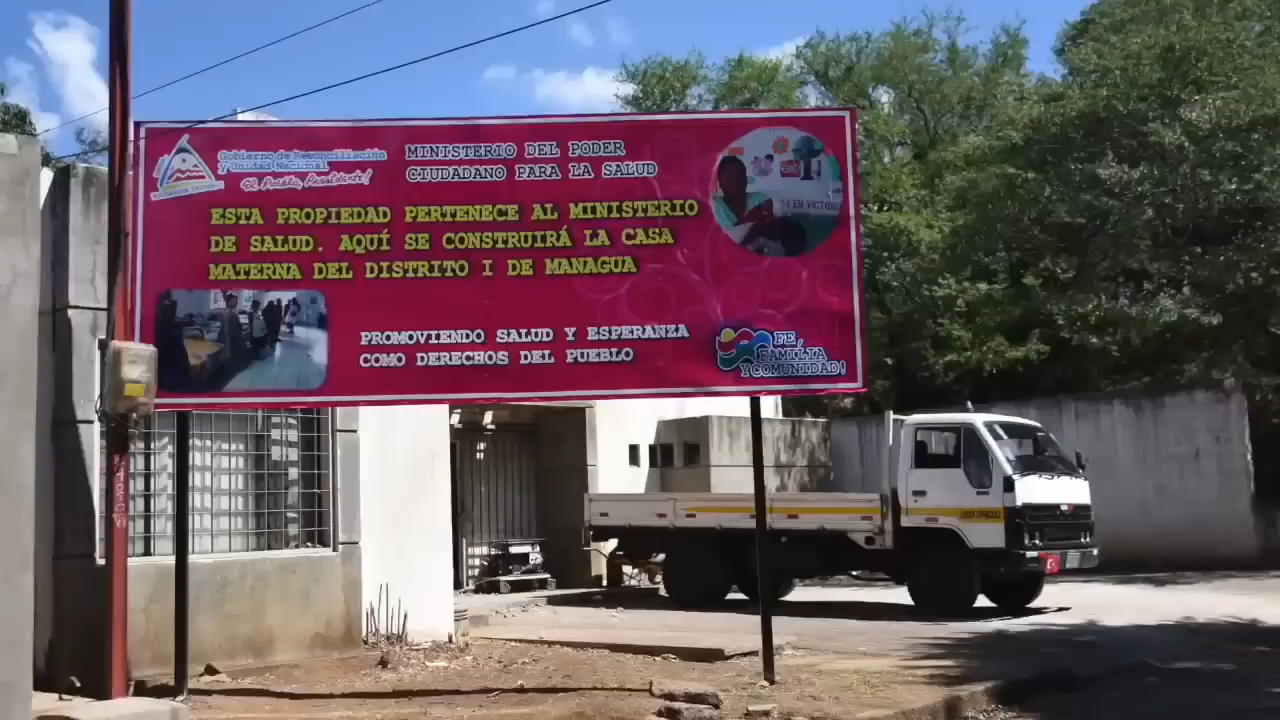 Gobierno de Reconciliación
y Unidad Nacional
El Pueblo, Presidente!
MINISTERIO DEL PODER
CIUDADANO PARA LA SALUD
ESTA PROPIEDAD PERTENECE AL MINISTERIO
DE SALUD. AQUÍ SE CONSTRUIRÁ LA CASA
MATERNA DEL DISTRITO I DE MANAGUA
EN VICTORI
PROMOVIENDO SALUD Y ESPERANZA
COMO DERECHOS DEL PUEBLO
FE,
FAMILIA
Y COMUNIDAD!